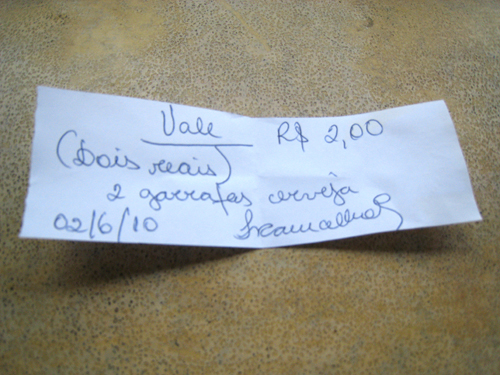 Vale R$ 2,00
(Dois reais)
2 garrafas cerveja
02/6/10